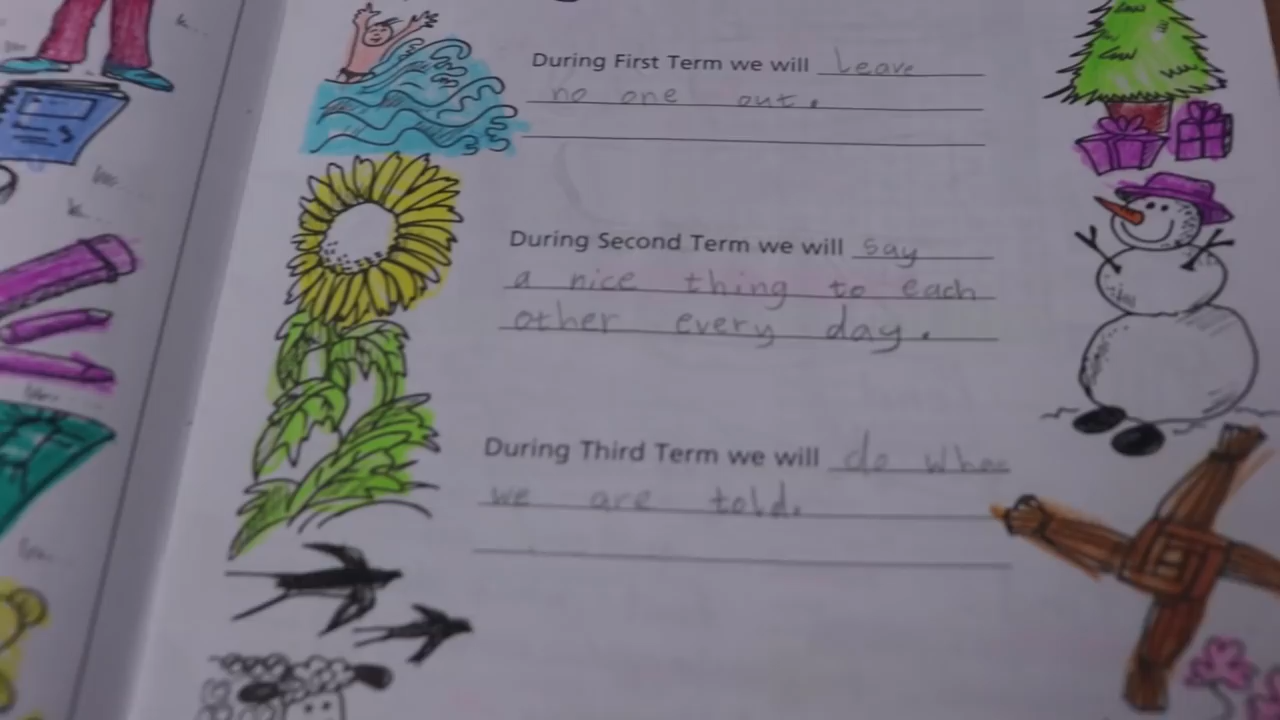 During First Term we will leave
no one out.
During Second Term we will say
a nice thing to each
other every day.
During Third Term we will do
we are told.